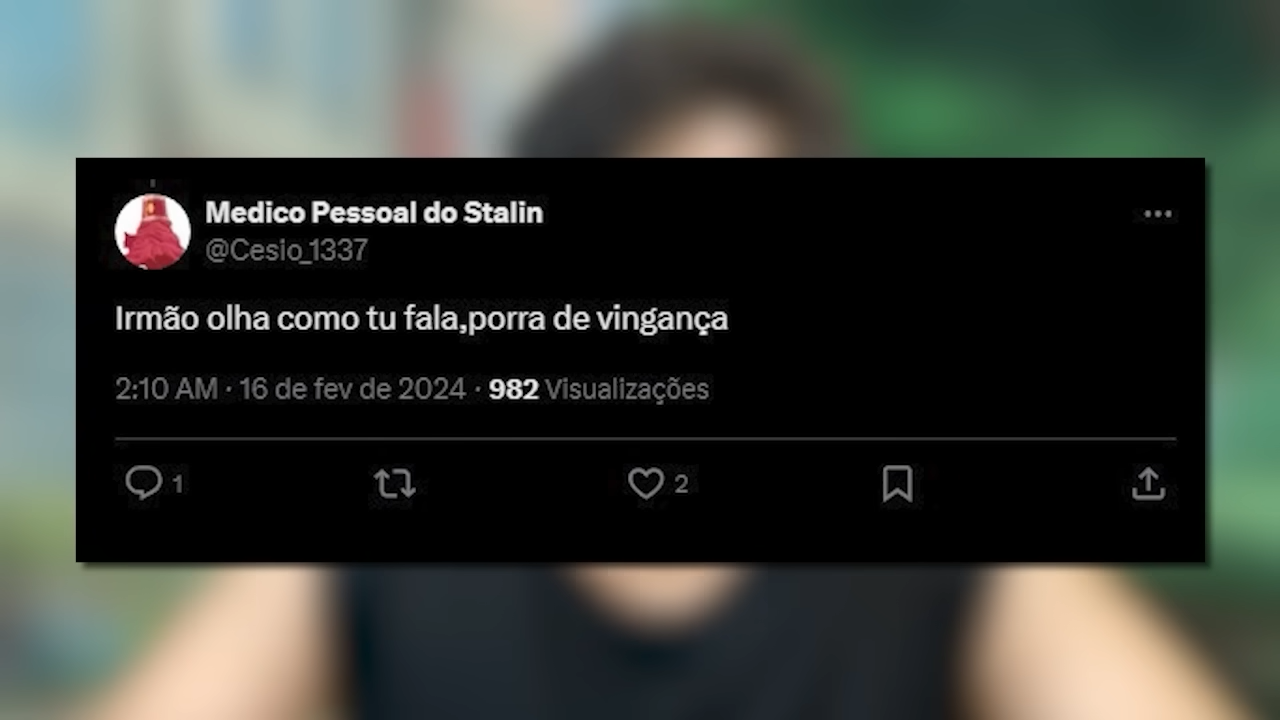 Medico Pessoal do Stalin
@Cesio_1337
Irmão olha como tu fala,porra de vingança
2:10 AM · 16 de fev de 2024 · 982 Visualizações
1 2